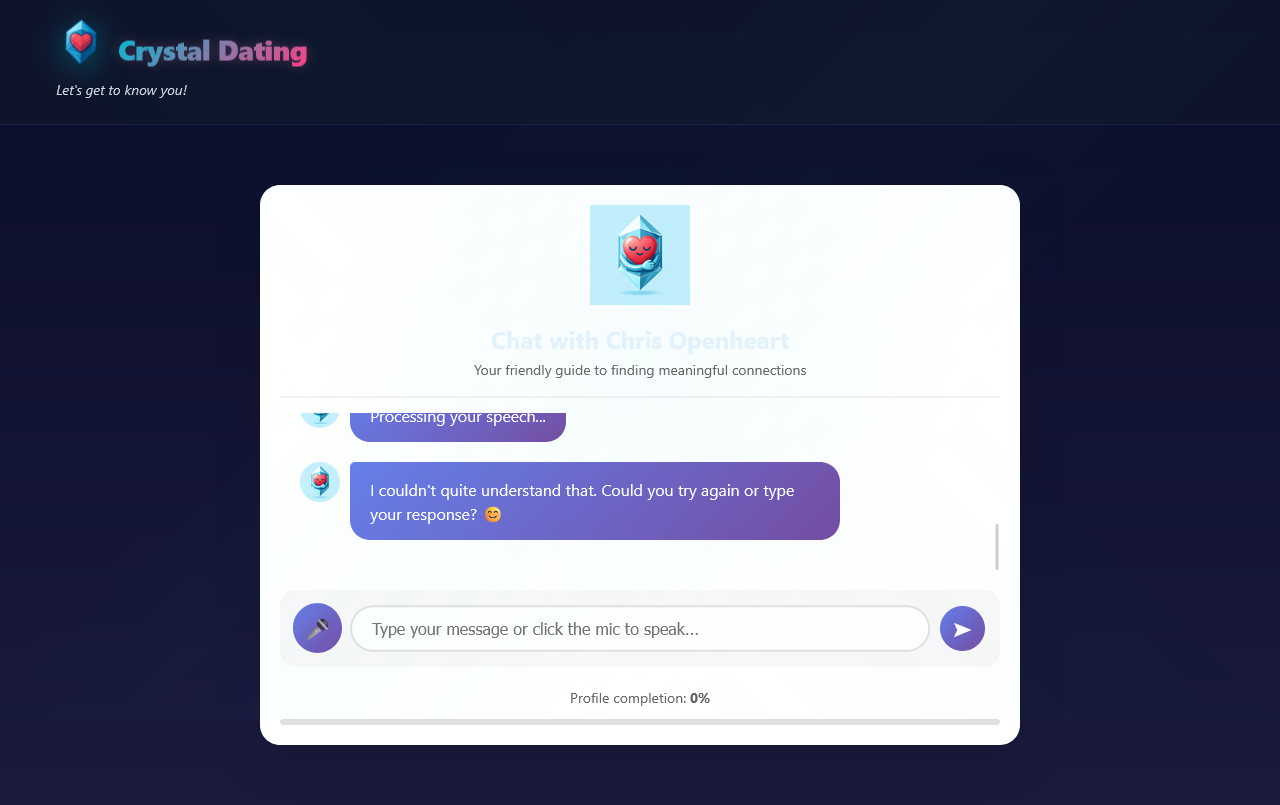 Crystal Dating
Let's get to know you!
Chat with Chris Openheart
Your friendly guide to finding meaningful connections
Processing your speech...
I couldn't quite understand that. Could you try again or type
your response? 😊
Type your message or click the mic to speak...
Profile completion: 0%